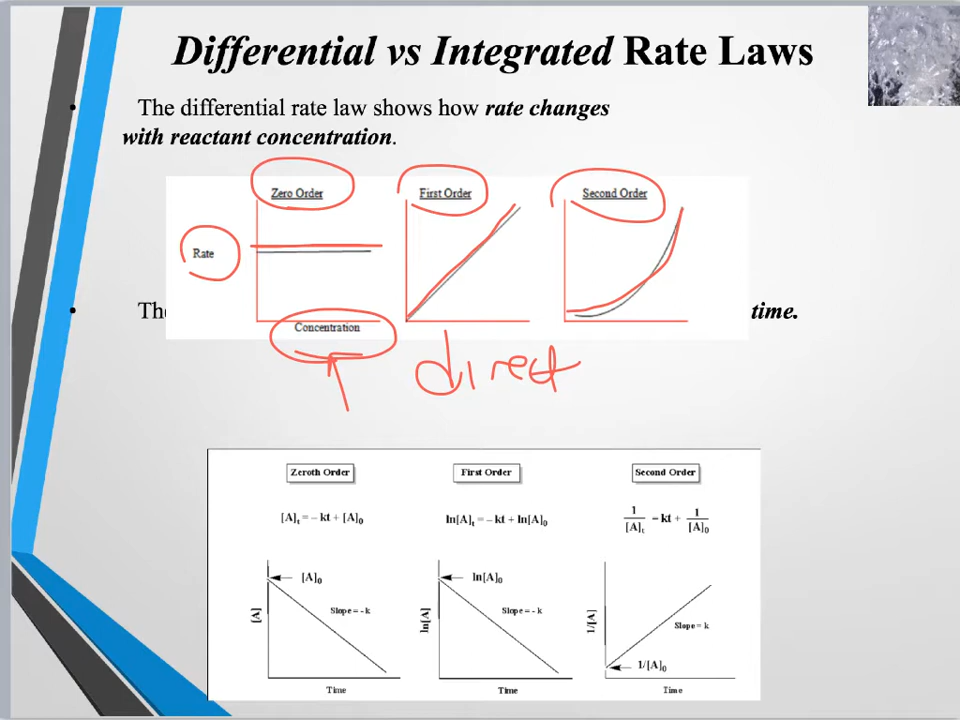 Differential vs Integrated Rate Laws
• The differential rate law shows how rate changes
with reactant concentration.
Zero Order First Order Second Order
Rate
• The time.
Concentration
direct
Zeroth Order First Order Second Order
[A]t = – kt + [A]0 ln[A]t = – kt + ln[A]0 1/[A]t = kt + 1/[A]0
[A]0 ln[A]0
[A] Slope = - k ln[A] Slope = - k 1/[A] Slope = k
1/[A]0
Time Time Time